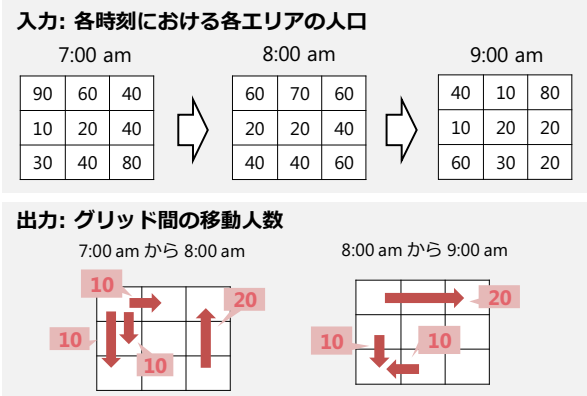 入力: 各時刻における各エリアの人口
7:00 am 8:00 am 9:00 am
90 60 40 60 70 60 40 10 80
10 20 40 20 20 40 10 20 20
30 40 80 40 40 60 60 30 20
出力: グリッド間の移動人数
7:00 am から 8:00 am 8:00 am から 9:00 am
10 20 20
10 10 10 10